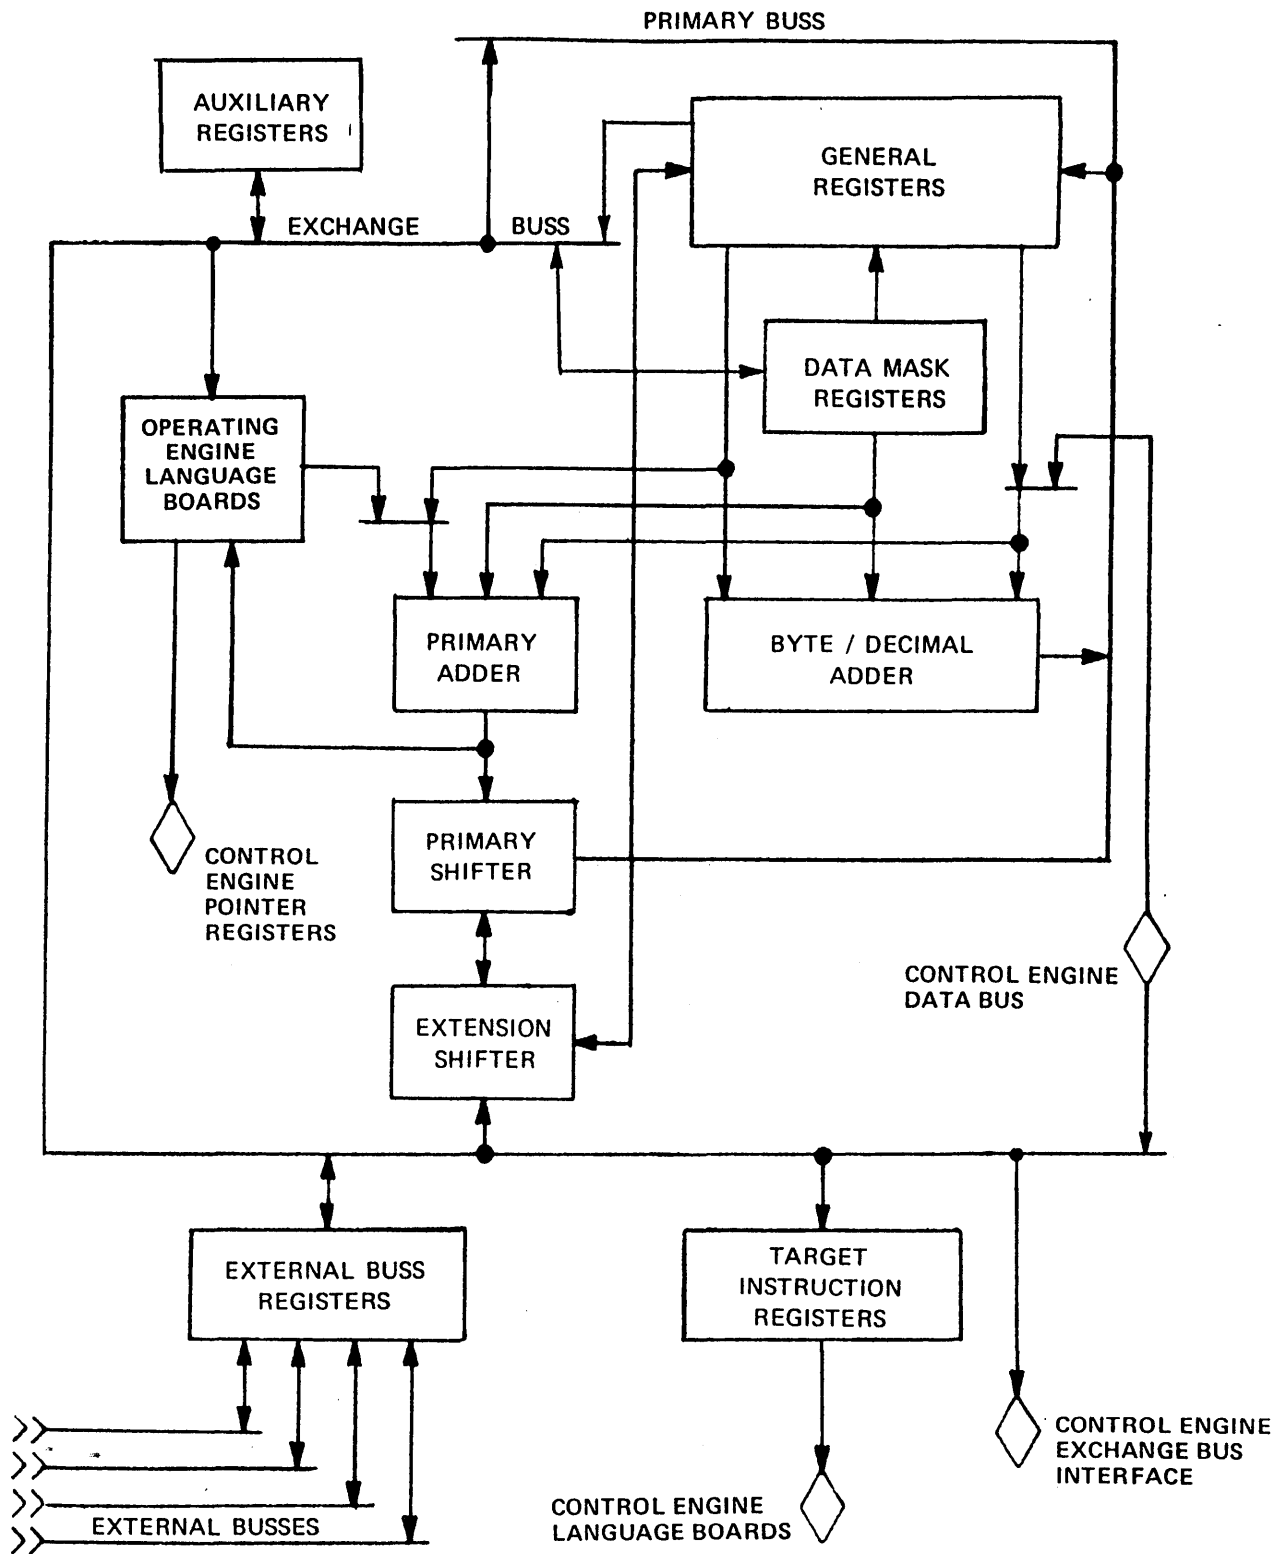 PRIMARY BUSS
AUXILIARY
REGISTERS
GENERAL
REGISTERS
EXCHANGE BUSS
DATA MASK
REGISTERS
OPERATING
ENGINE
LANGUAGE
BOARDS
PRIMARY
ADDER
BYTE / DECIMAL
ADDER
PRIMARY
SHIFTER
CONTROL
ENGINE
POINTER
REGISTERS
CONTROL ENGINE
DATA BUS
EXTENSION
SHIFTER
EXTERNAL BUSS
REGISTERS
TARGET
INSTRUCTION
REGISTERS
CONTROL ENGINE
EXCHANGE BUS
INTERFACE
CONTROL ENGINE
LANGUAGE BOARDS
EXTERNAL BUSSES